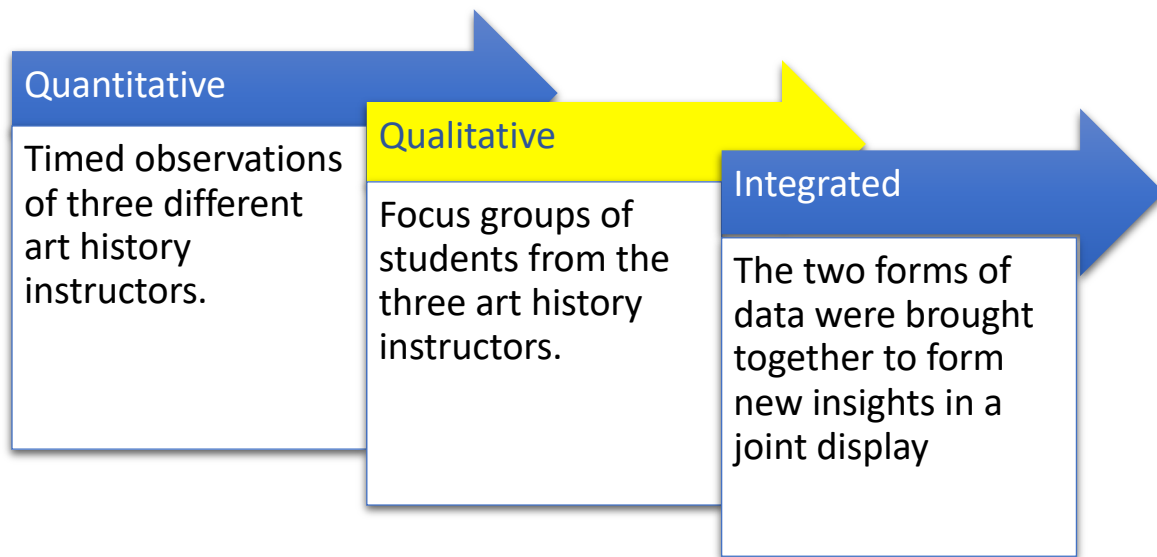 Quantitative
Timed observations
of three different
art history
instructors.
Qualitative
Focus groups of
students from the
three art history
instructors.
Integrated
The two forms of
data were brought
together to form
new insights in a
joint display